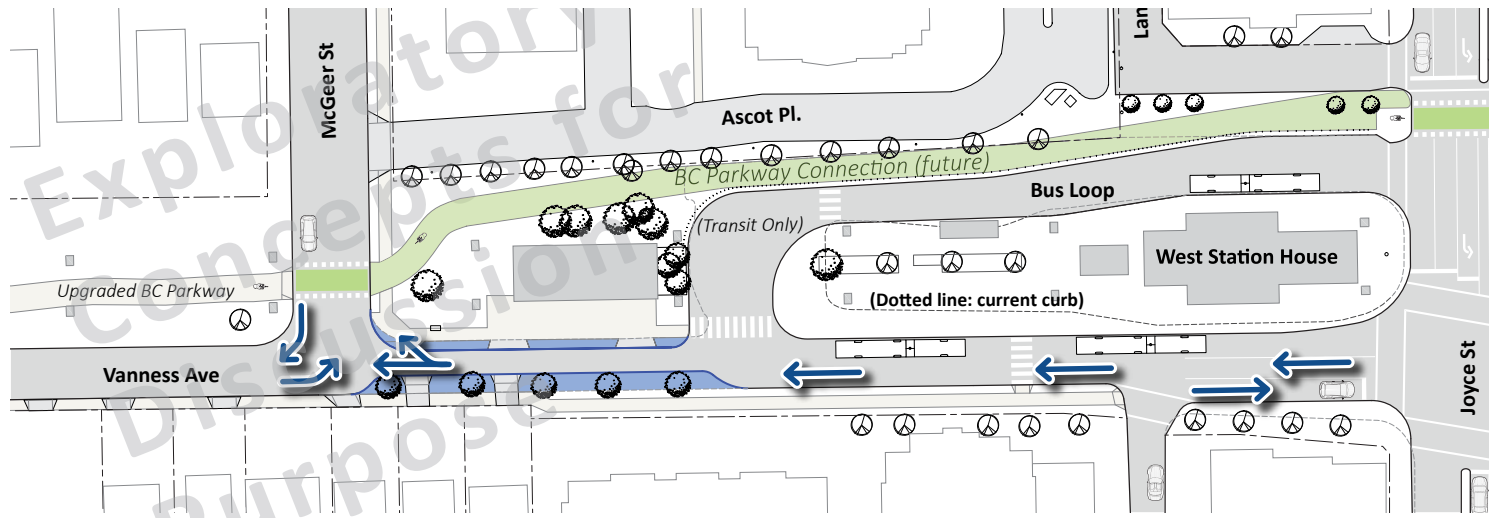 Exploratory
Concepts for
Discussion
Purpose
McGeer St
Lan
Ascot Pl.
BC Parkway Connection (future)
Bus Loop
(Transit Only)
West Station House
Upgraded BC Parkway
(Dotted line: current curb)
Vanness Ave
Joyce St